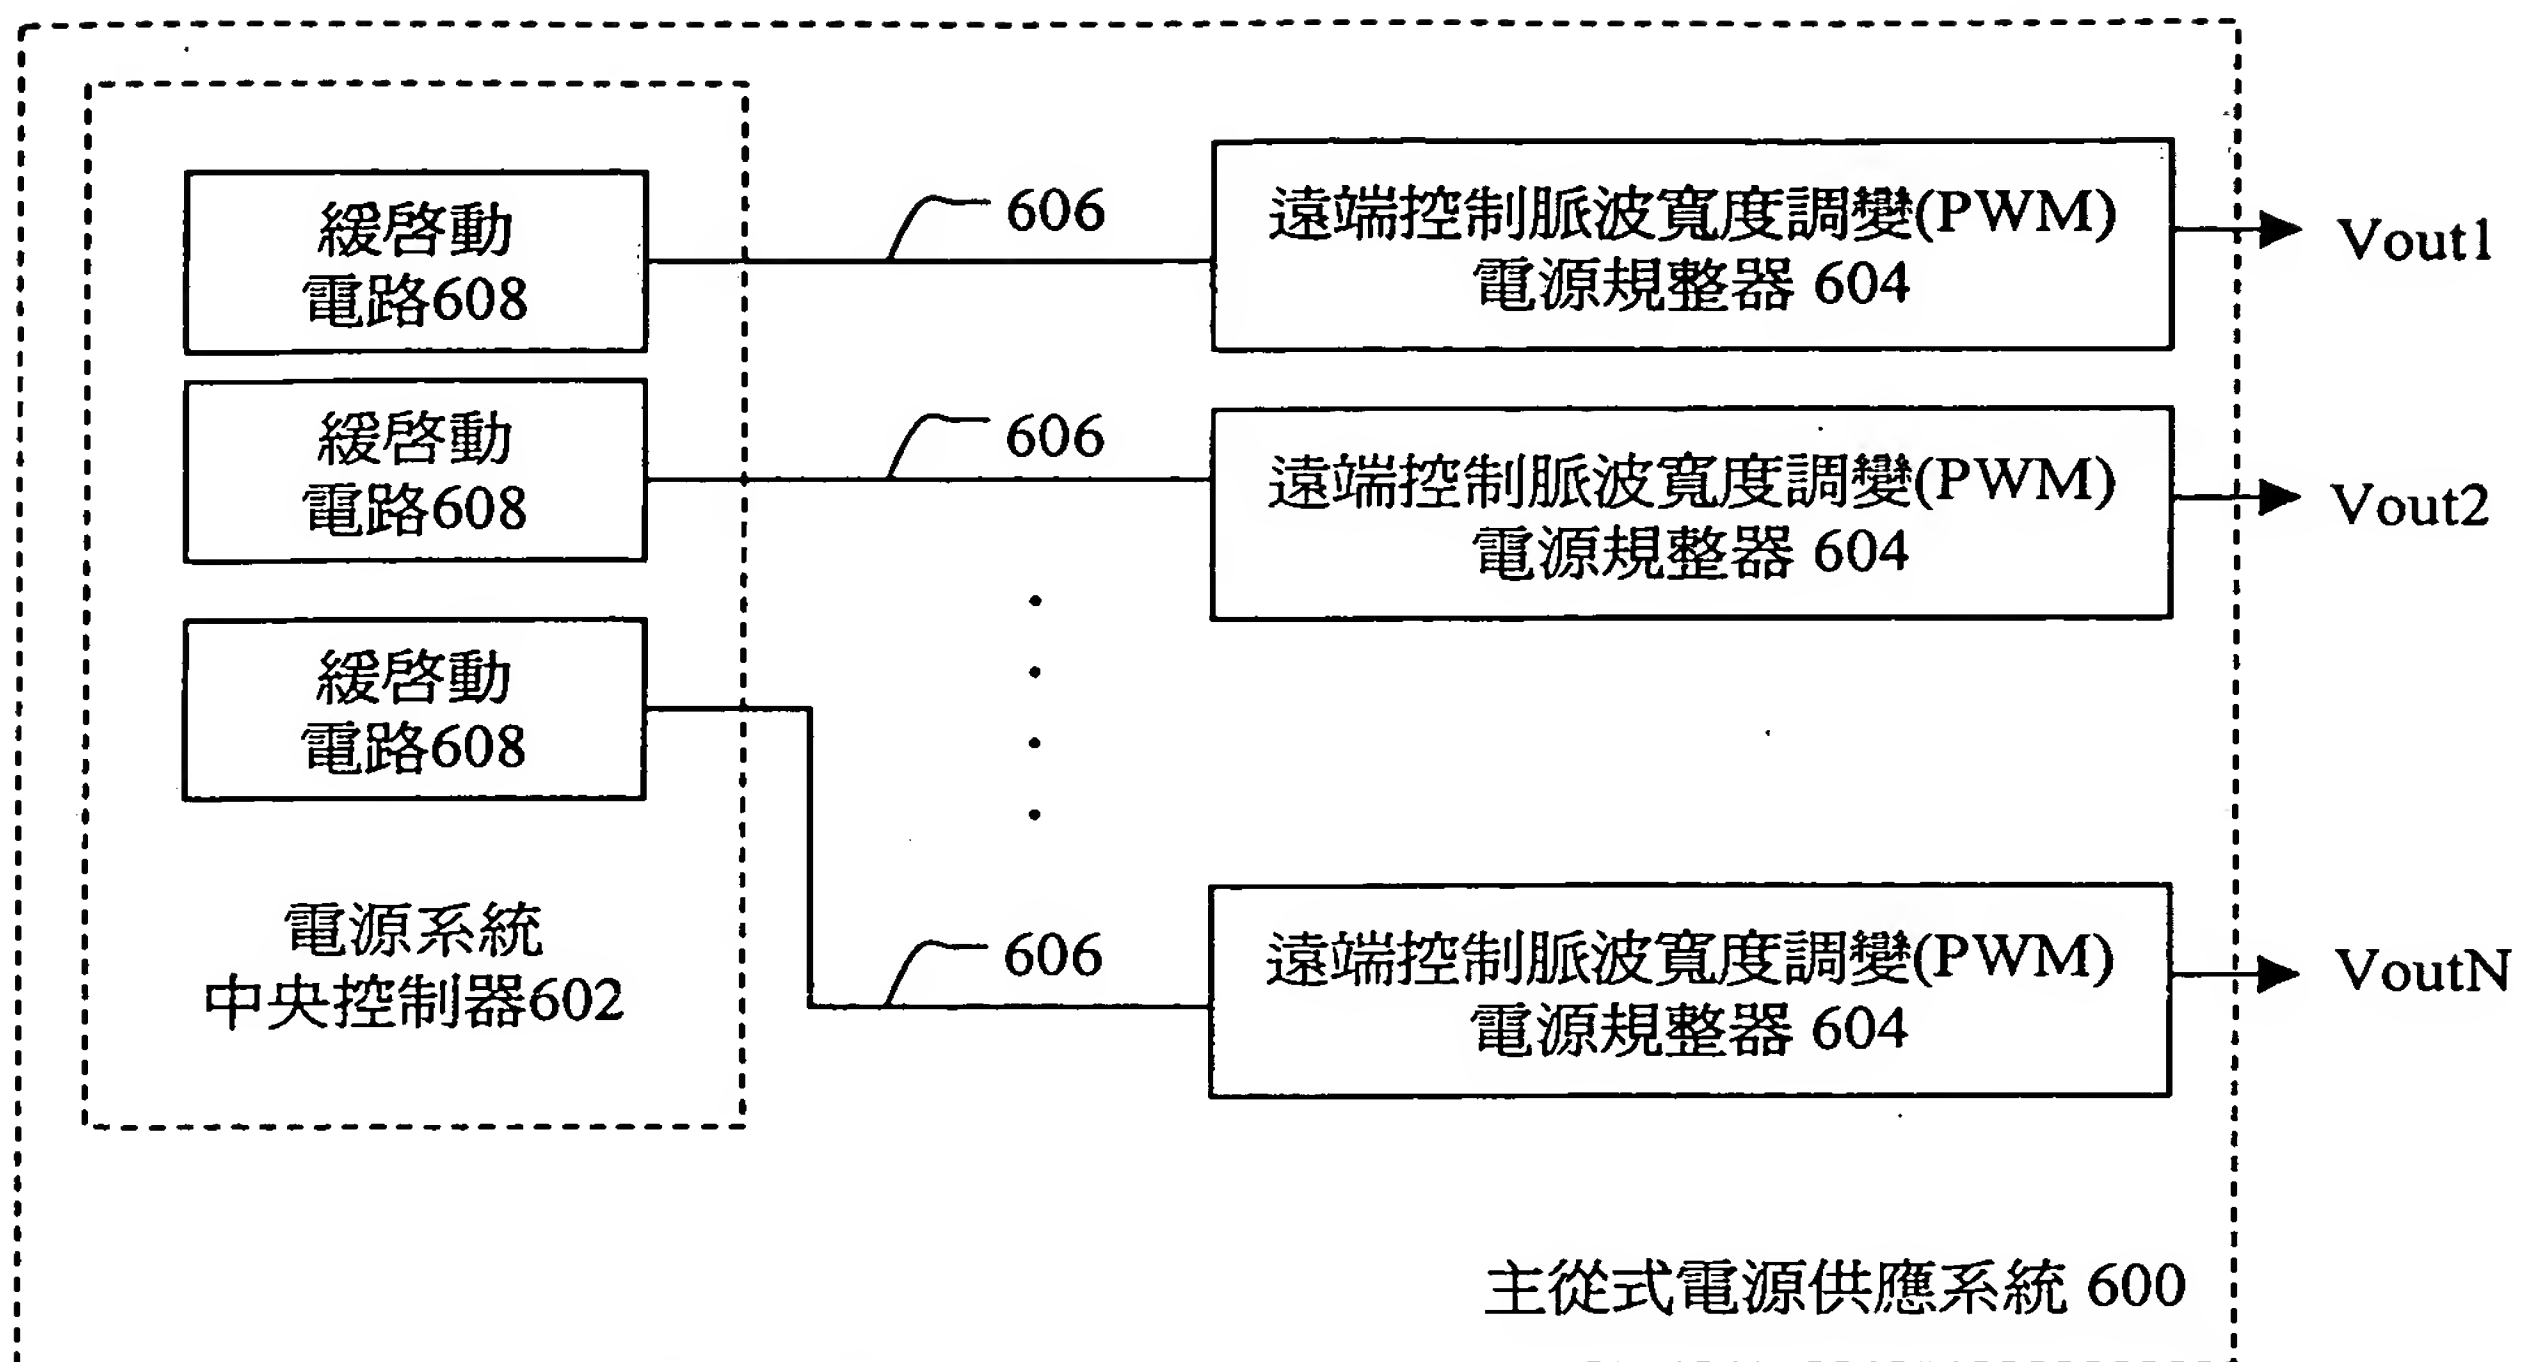 緩啓動
電路608
606
遠端控制脈波寬度調變(PWM)
電源規整器 604
Vout1
緩啓動
電路608
606
遠端控制脈波寬度調變(PWM)
電源規整器 604
Vout2
緩啓動
電路608
電源系統
中央控制器602
606
遠端控制脈波寬度調變(PWM)
電源規整器 604
VoutN
主從式電源供應系統 600